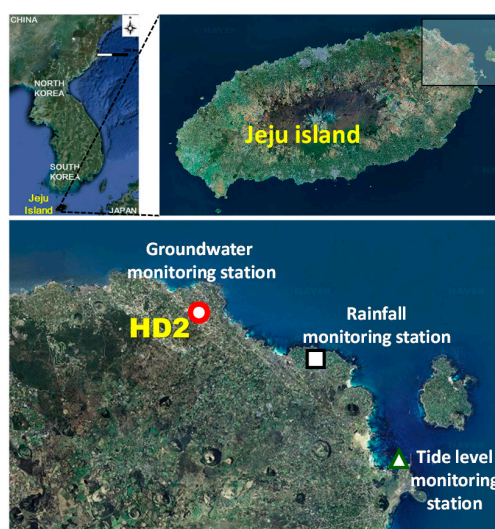 CHINA
NORTH
KOREA
SOUTH
KOREA
Jeju
Island
JAPAN
Jeju island
Groundwater
monitoring station
HD2
Rainfall
monitoring station
Tide level
monitoring
station